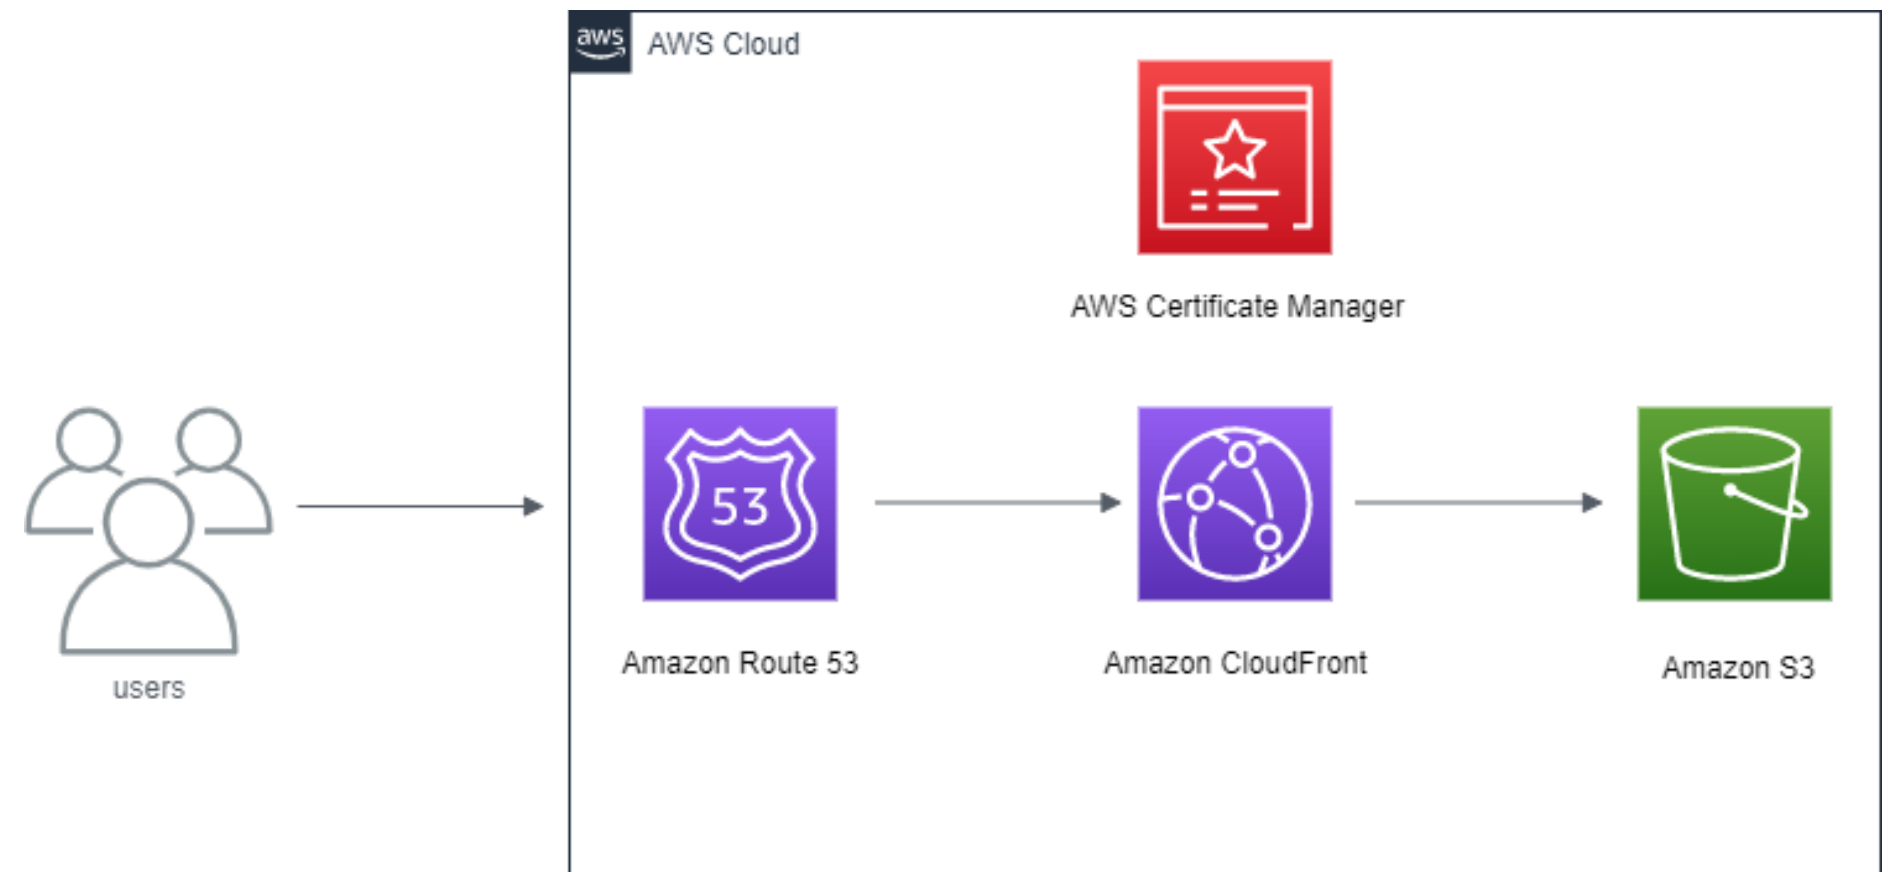 aws
AWS Cloud
AWS Certificate Manager
53
Amazon Route 53
Amazon CloudFront
Amazon S3
users